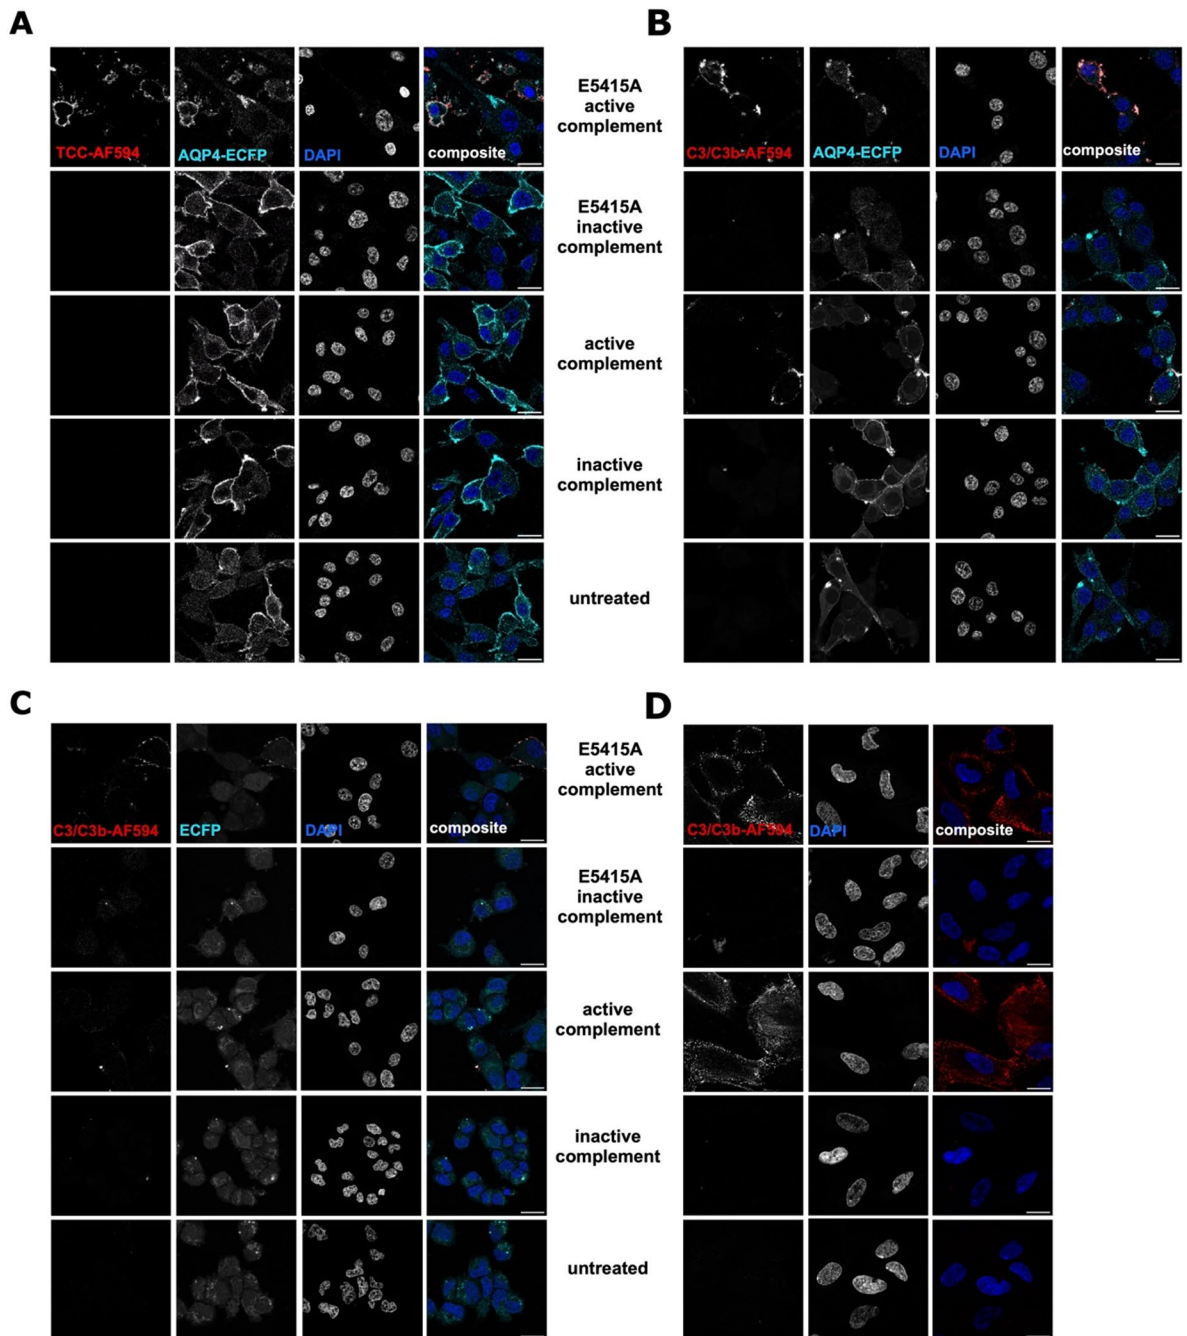 A
B
TCC-AF594
AQP4-ECFP
DAPI
composite
E5415A
active
complement
C3/C3b-AF594
AQP4-ECFP
DAPI
composite
E5415A
inactive
complement
active
complement
inactive
complement
untreated
C
D
C3/C3b-AF594
ECFP
DAPI
composite
E5415A
active
complement
C3/C3b-AF594
DAPI
composite
E5415A
inactive
complement
active
complement
inactive
complement
untreated